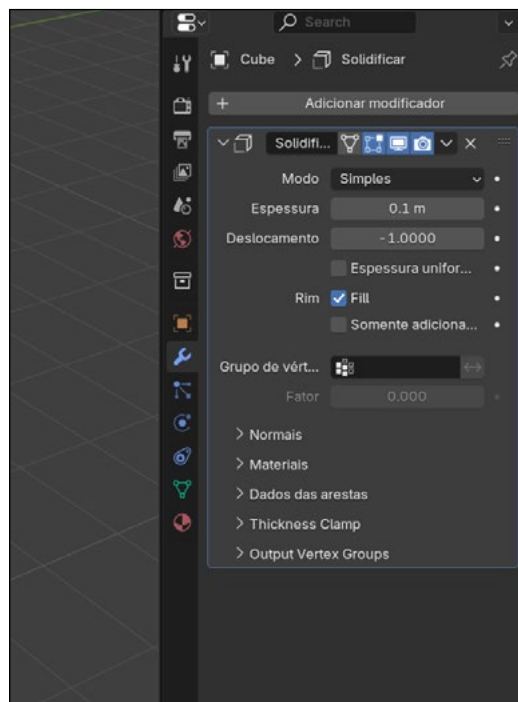 Search
Cube > Solidificar
+ Adicionar modificador
Solidifi...
Modo Simples
Espessura 0.1 m
Deslocamento -1.0000
Espessura unifor...
Rim Fill
Somente adiciona...
Grupo de vért...
Fator 0.000
> Normais
> Materiais
> Dados das arestas
> Thickness Clamp
> Output Vertex Groups